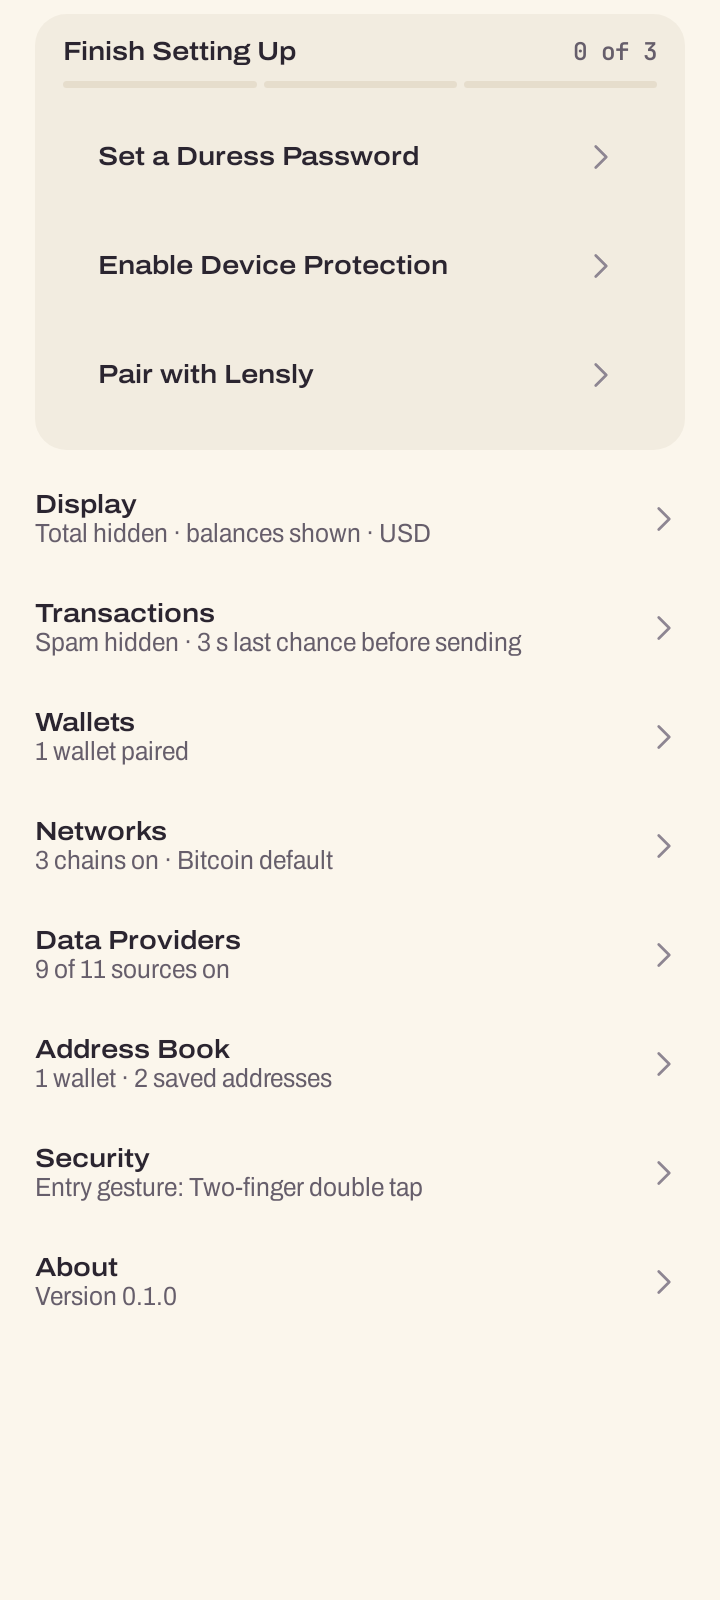 Finish Setting Up
0 of 3
Set a Duress Password
Enable Device Protection
Pair with Lensly
Display
Total hidden · balances shown · USD
Transactions
Spam hidden · 3 s last chance before sending
Wallets
1 wallet paired
Networks
3 chains on · Bitcoin default
Data Providers
9 of 11 sources on
Address Book
1 wallet · 2 saved addresses
Security
Entry gesture: Two-finger double tap
About
Version 0.1.0